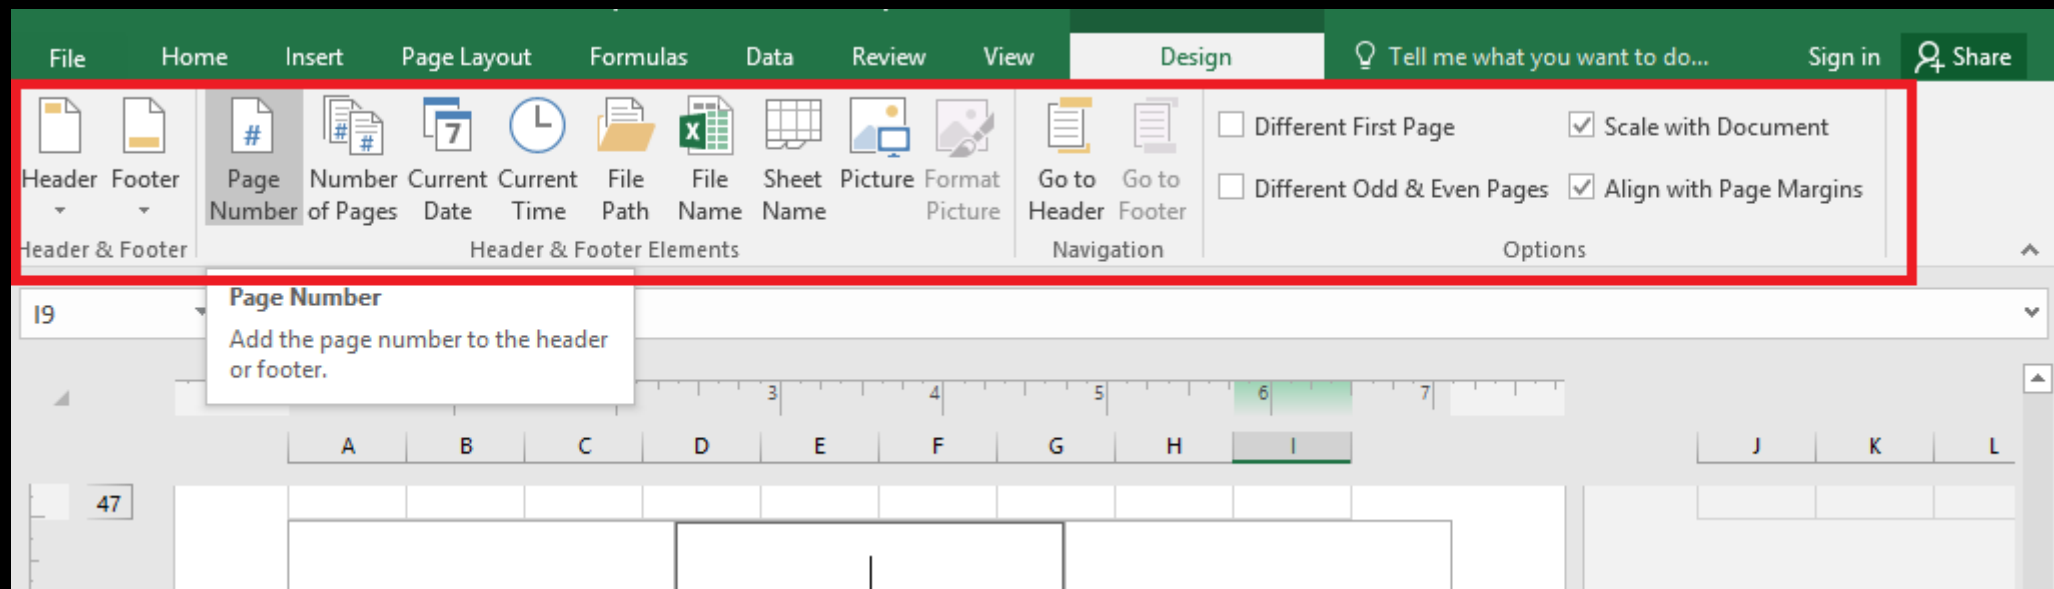 File Home Insert Page Layout Formulas Data Review View Design Tell me what you want to do... Sign in Share
Header Footer Page Number Number of Pages Current Date Current Time File Path File Name Sheet Name Picture Format Picture Go to Header Go to Footer
Different First Page Scale with Document
Different Odd & Even Pages Align with Page Margins
Header & Footer Header & Footer Elements Navigation Options
I9
Page Number
Add the page number to the header
or footer.
3 4 5 6 7
A B C D E F G H I J K L
47